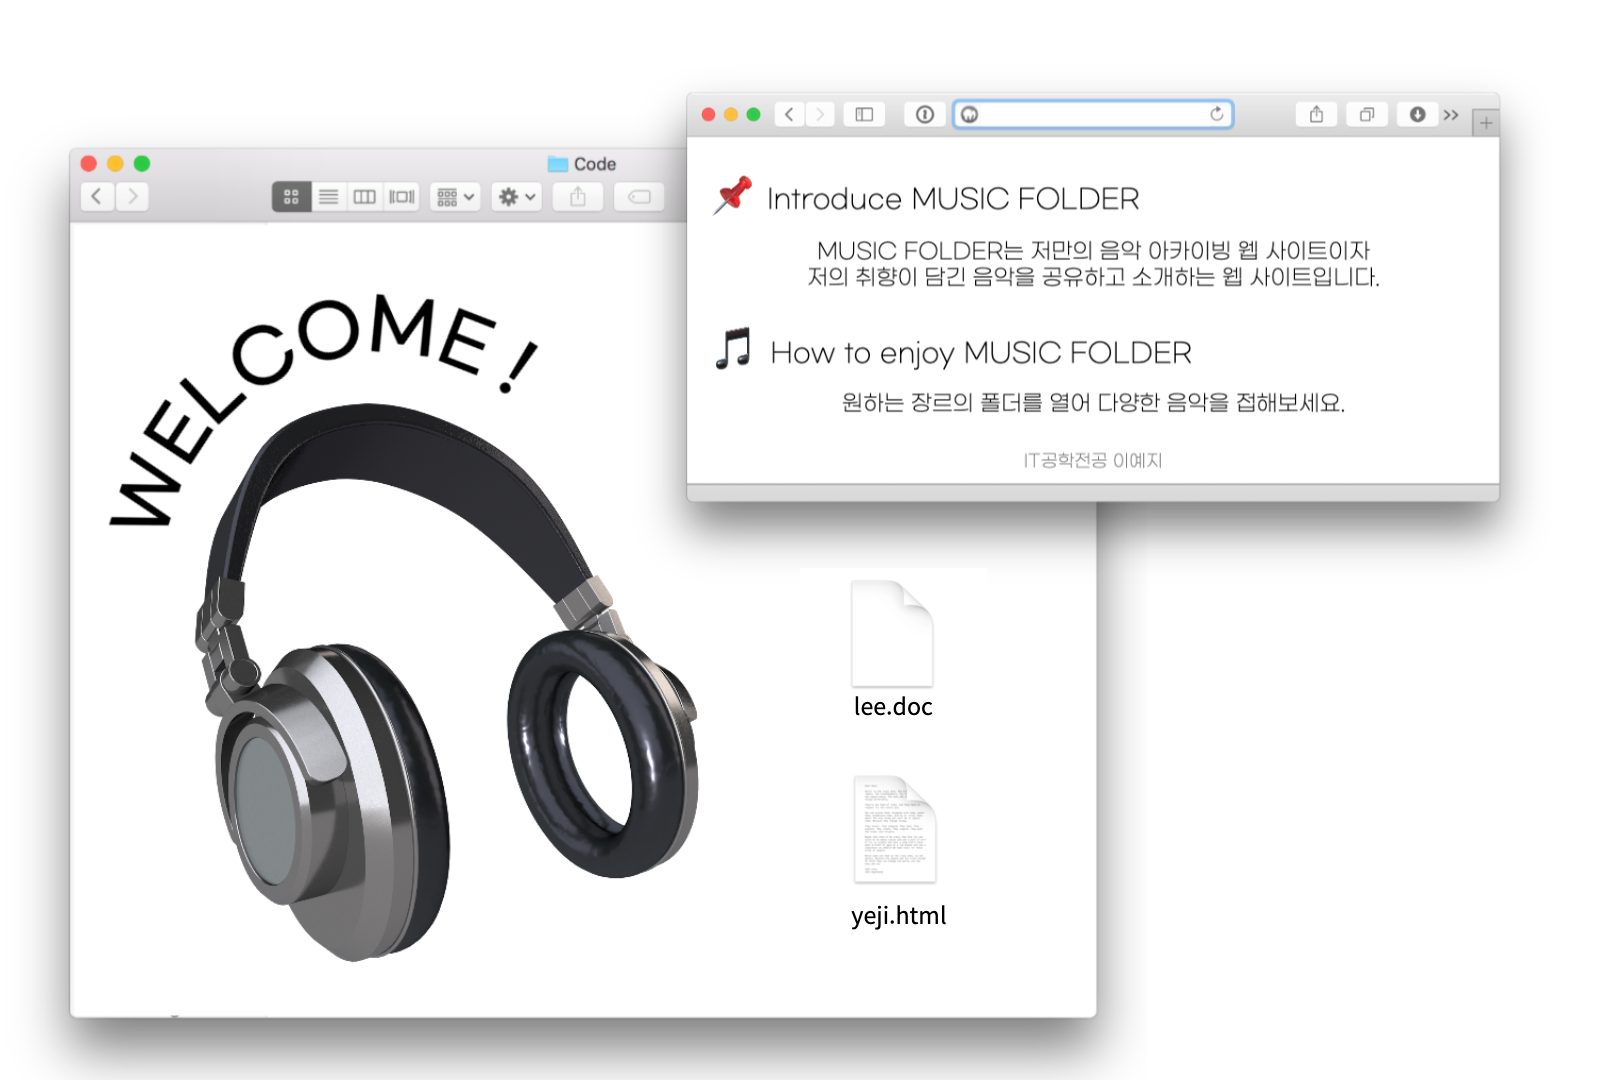 Code
WELCOME!
Introduce MUSIC FOLDER
MUSIC FOLDER는 저만의 음악 아카이빙 웹 사이트이자
저의 취향이 담긴 음악을 공유하고 소개하는 웹 사이트입니다.
How to enjoy MUSIC FOLDER
원하는 장르의 폴더를 열어 다양한 음악을 접해보세요.
IT공학전공 이예지
lee.doc
yeji.html